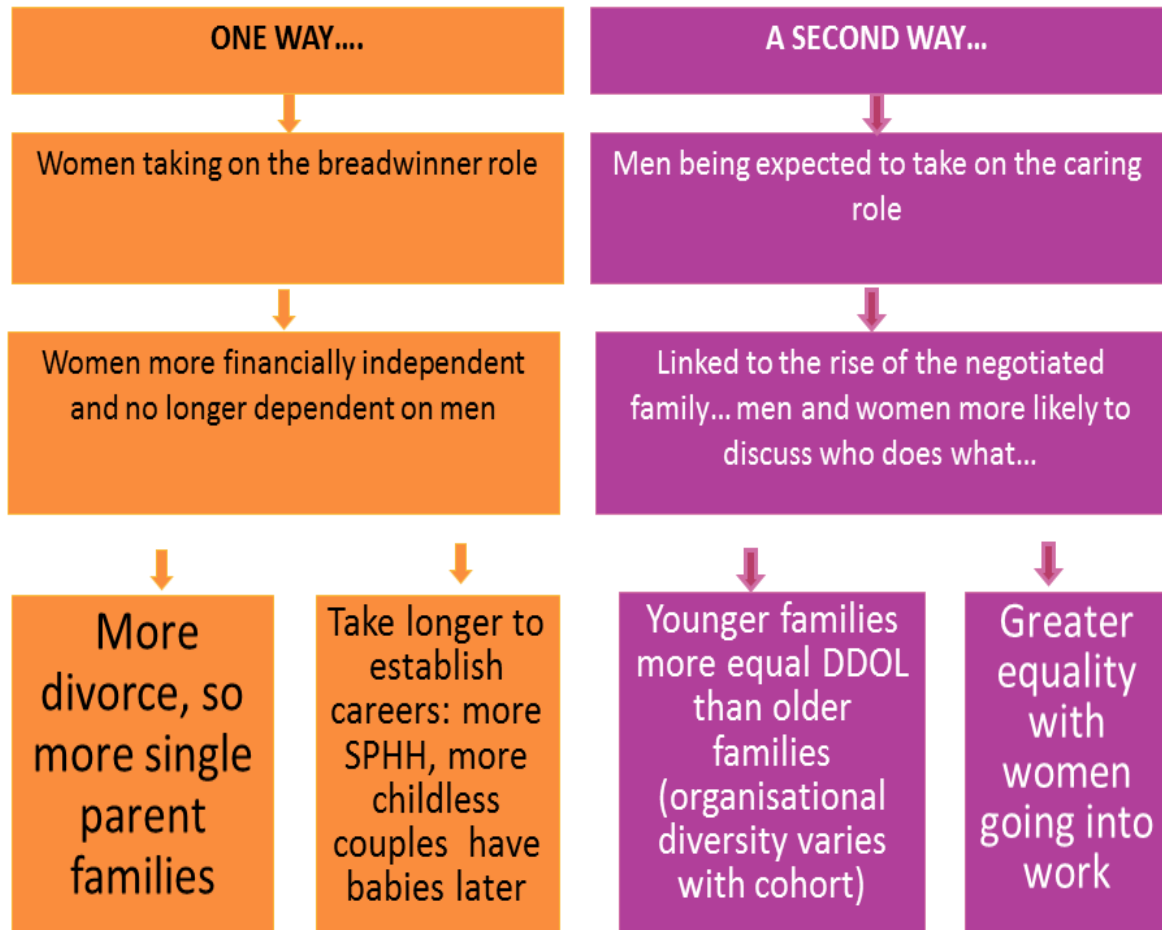 ONE WAY....
A SECOND WAY...
Women taking on the breadwinner role
Men being expected to take on the caring
role
Women more financially independent
and no longer dependent on men
Linked to the rise of the negotiated
family... men and women more likely to
discuss who does what...
More
divorce, so
more single
parent
families
Take longer to
establish
careers: more
SPHH, more
childless
couples have
babies later
Younger families
more equal DDOL
than older
families
(organisational
diversity varies
with cohort)
Greater
equality
with
women
going into
work